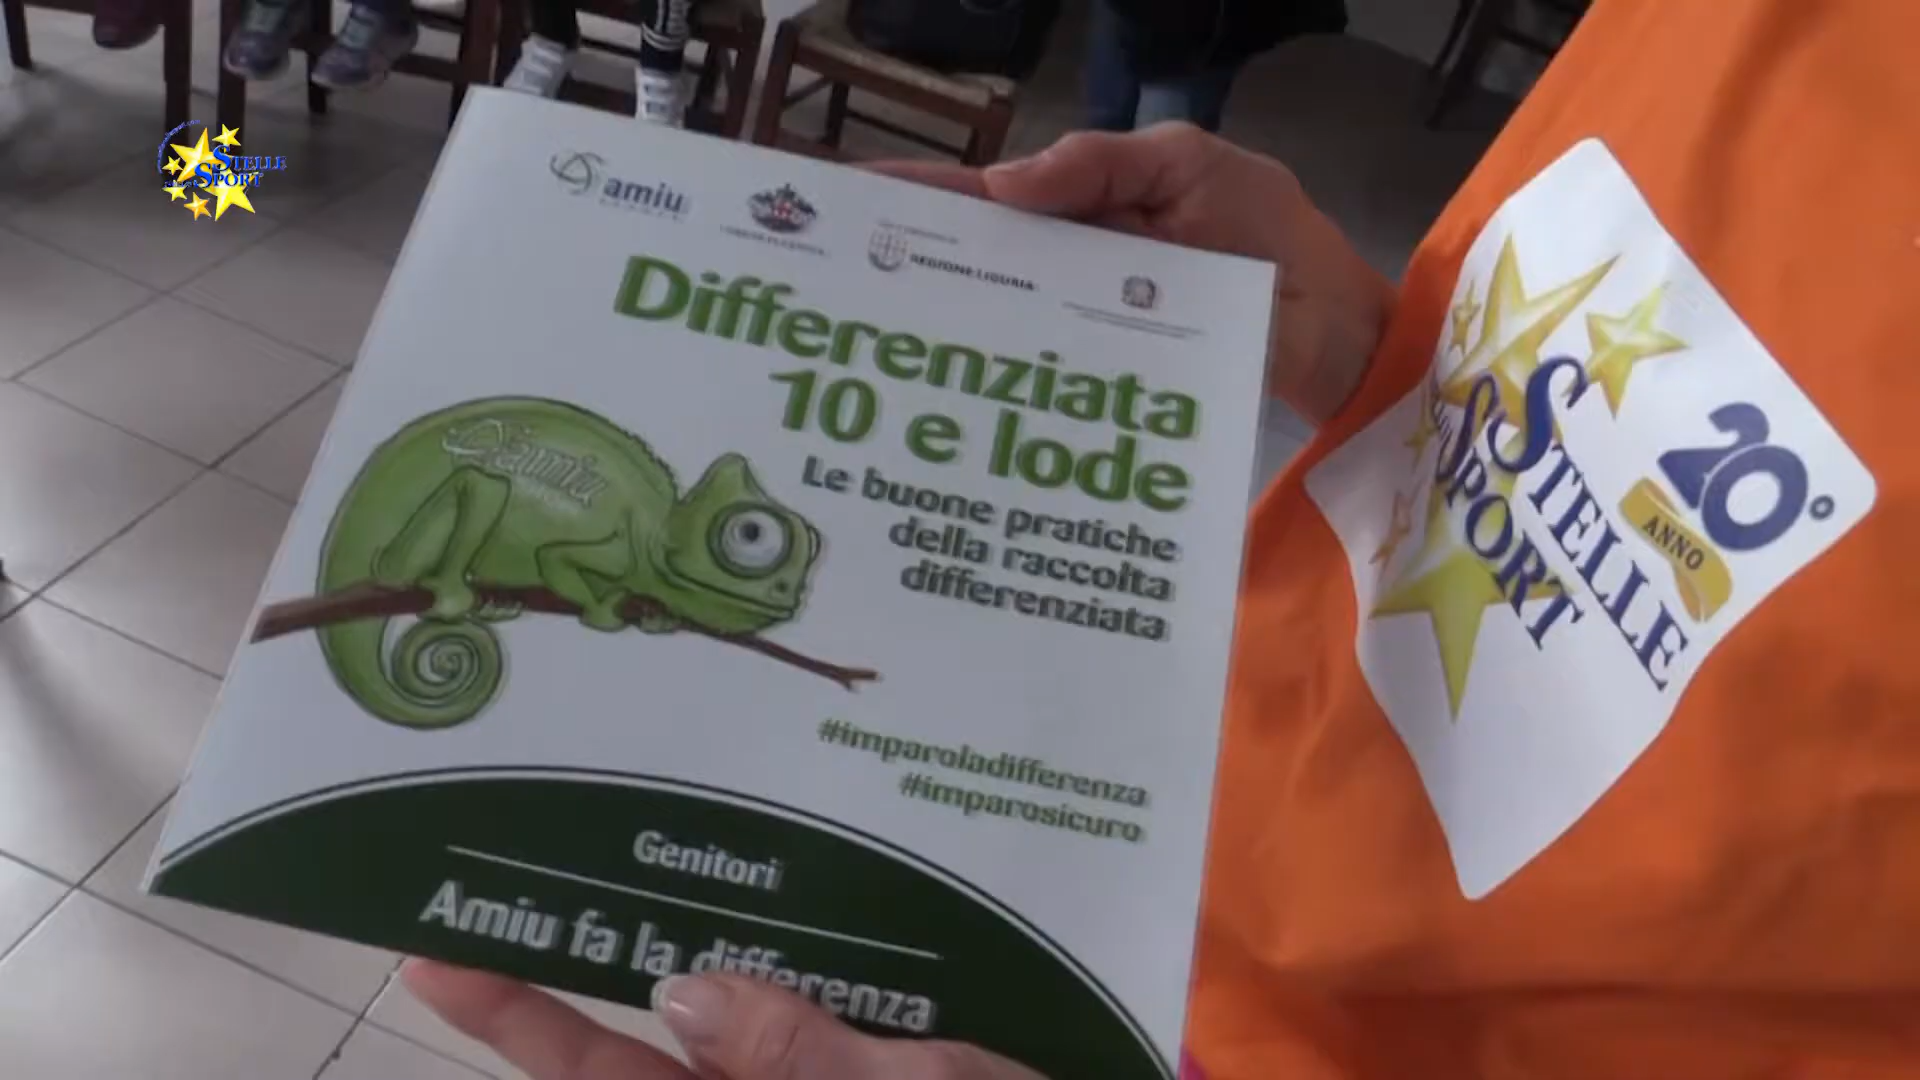 STELLE
SPORT
amiu
REGIONE LIGURIA
Differenziata
10 e lode
Le buone pratiche
della raccolta
differenziata
amiu
#imparoladifferenza
#imparosicuro
Genitori
Amiu fa la differenza
STELLE
SPORT
20°
ANNO